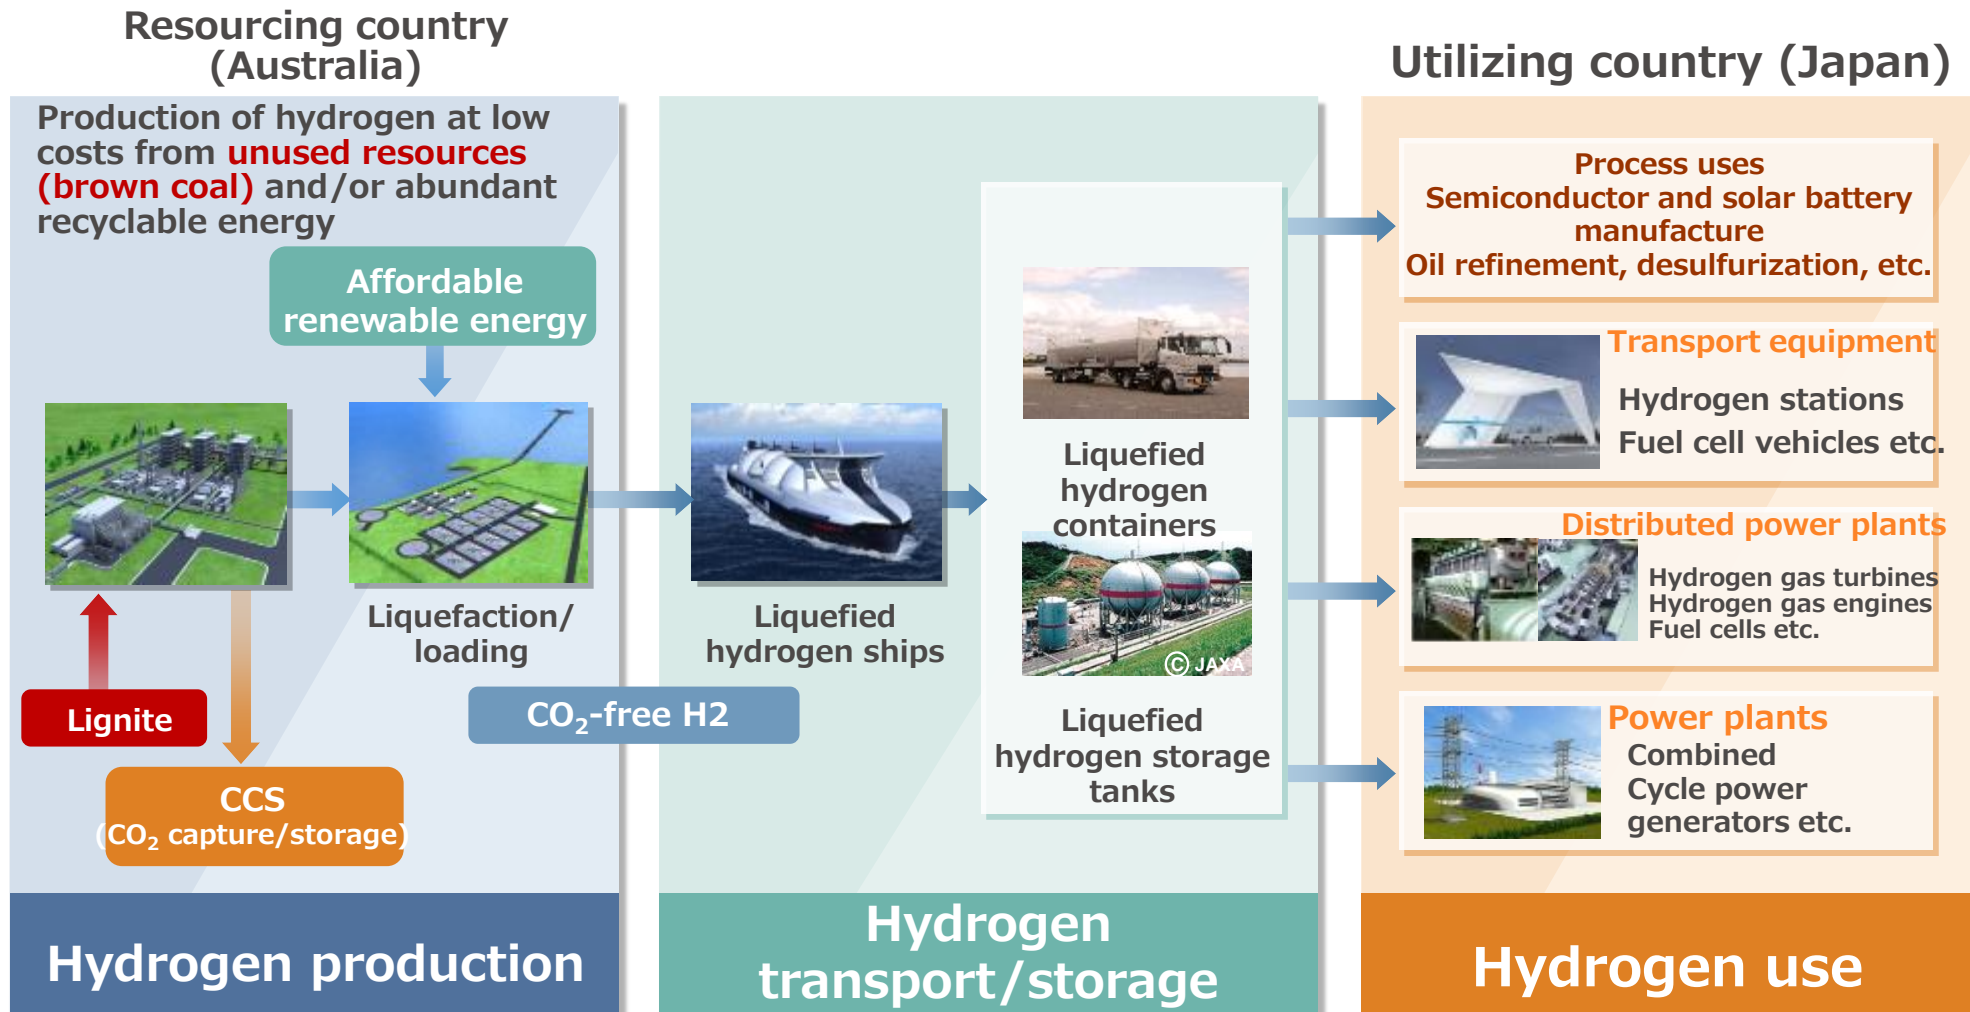 Resourcing country
(Australia)
Utilizing country (Japan)
Production of hydrogen at low
costs from unused resources
(brown coal) and/or abundant
recyclable energy
Affordable
renewable energy
Liquefaction/
loading
Lignite
CCS
(CO₂ capture/storage)
CO₂-free H2
Hydrogen production
Liquefied
hydrogen ships
Liquefied
hydrogen
containers
© JAXA
Liquefied
hydrogen storage
tanks
Hydrogen
transport/storage
Process uses
Semiconductor and solar battery
manufacture
Oil refinement, desulfurization, etc.
Transport equipment
Hydrogen stations
Fuel cell vehicles etc.
Distributed power plants
Hydrogen gas turbines
Hydrogen gas engines
Fuel cells etc.
Power plants
Combined
Cycle power
generators etc.
Hydrogen use